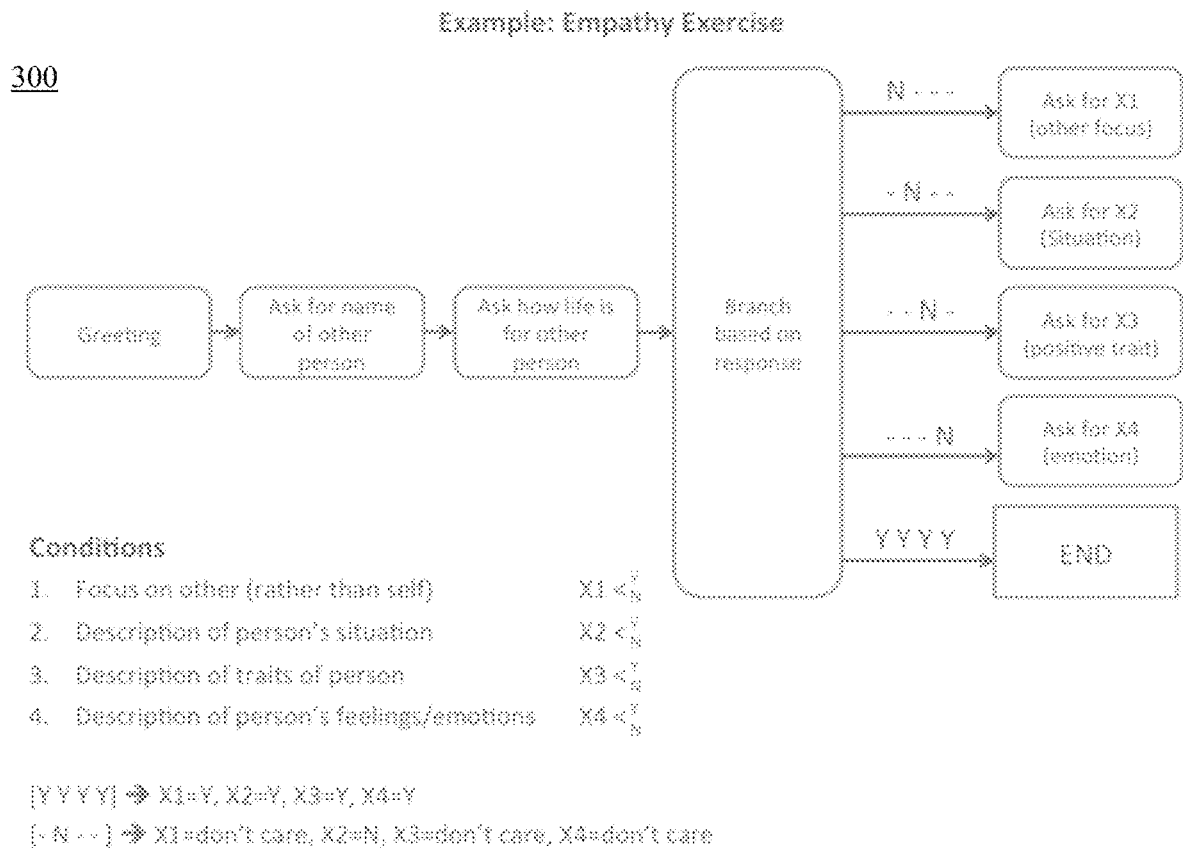 Example: Empathy Exercise
300
Greeting
Ask for name
of other
person
Ask how life is
for other
person
Branch
based on
response
N - - -
Ask for X1
(other focus)
- N - -
Ask for X2
(Situation)
- - N -
Ask for X3
(positive trait)
- - - N
Ask for X4
(emotion)
Y Y Y Y
END
Conditions
1. Focus on other (rather than self) X1 < Y N
2. Description of person's situation X2 < Y N
3. Description of traits of person X3 < Y N
4. Description of person's feelings/emotions X4 < Y N
[Y Y Y Y] ➔ X1=Y, X2=Y, X3=Y, X4=Y
[- N - - ] ➔ X1=don't care, X2=N, X3=don't care, X4=don't care